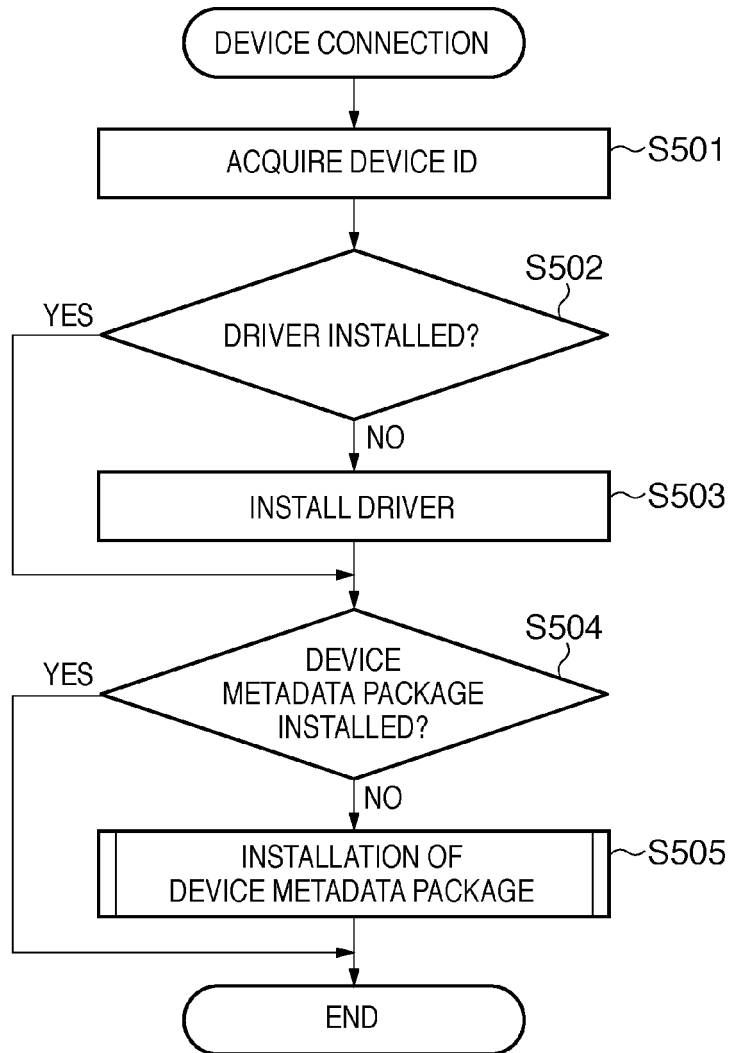 DEVICE CONNECTION
ACQUIRE DEVICE ID
S501
S502
YES
DRIVER INSTALLED?
NO
INSTALL DRIVER
S503
S504
YES
DEVICE
METADATA PACKAGE
INSTALLED?
NO
INSTALLATION OF
DEVICE METADATA PACKAGE
S505
END